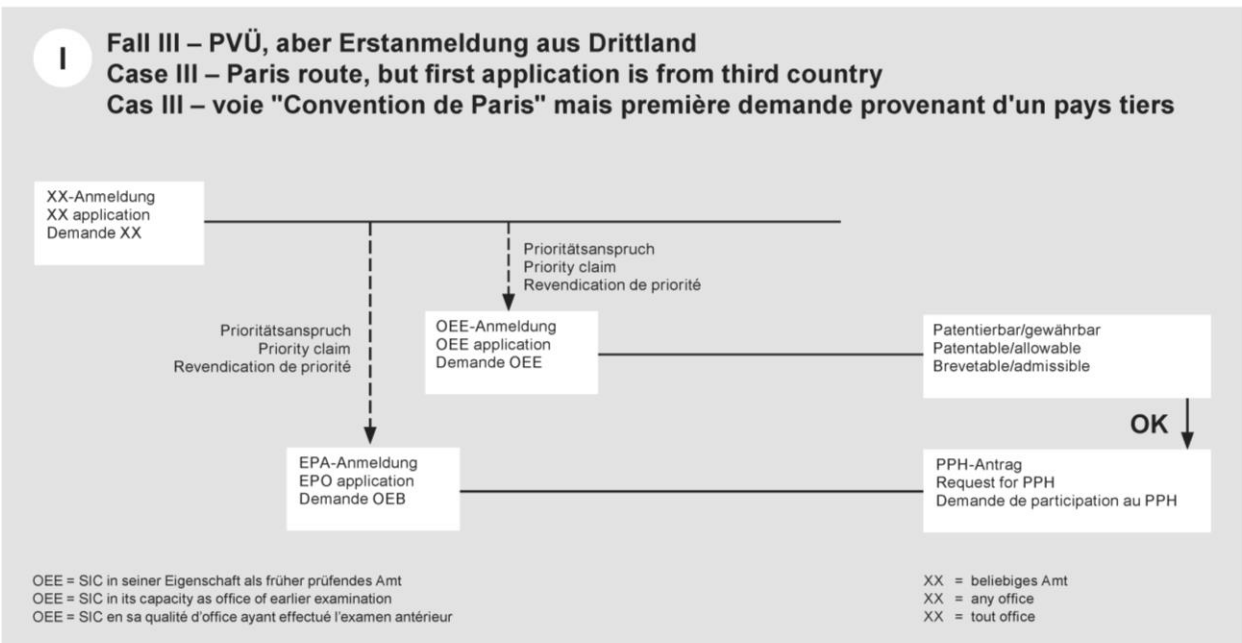 I
Fall III – PVÜ, aber Erstanmeldung aus Drittland
Case III – Paris route, but first application is from third country
Cas III – voie "Convention de Paris" mais première demande provenant d'un pays tiers
XX-Anmeldung
XX application
Demande XX
Prioritätsanspruch
Priority claim
Revendication de priorité
Prioritätsanspruch
Priority claim
Revendication de priorité
OEE-Anmeldung
OEE application
Demande OEE
Patentierbar/gewährbar
Patentable/allowable
Brevetable/admissible
OK
EPA-Anmeldung
EPO application
Demande OEB
PPH-Antrag
Request for PPH
Demande de participation au PPH
OEE = SIC in seiner Eigenschaft als früher prüfendes Amt
OEE = SIC in its capacity as office of earlier examination
OEE = SIC en sa qualité d'office ayant effectué l'examen antérieur
XX = beliebiges Amt
XX = any office
XX = tout office